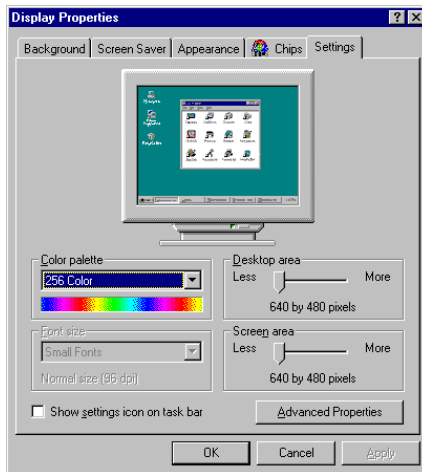 Display Properties
Background
Screen Saver
Appearance
Chips
Settings
Color palette
256 Color
Desktop area
Less
More
640 by 480 pixels
Font size
Small Fonts
Normal size (96 dpi)
Screen area
Less
More
640 by 480 pixels
Show settings icon on task bar
Advanced Properties
OK
Cancel
Apply